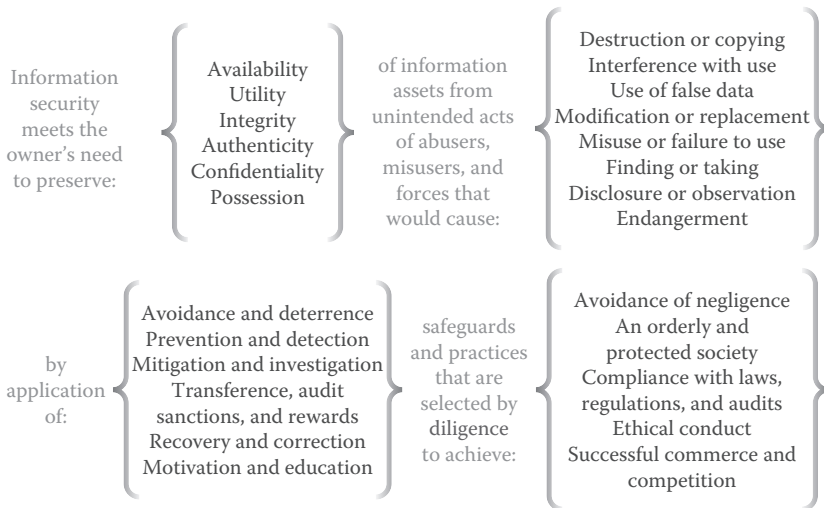 Information
security
meets the
owner's need
to preserve:
Availability
Utility
Integrity
Authenticity
Confidentiality
Possession
of information
assets from
unintended acts
of abusers,
misusers, and
forces that
would cause:
Destruction or copying
Interference with use
Use of false data
Modification or replacement
Misuse or failure to use
Finding or taking
Disclosure or observation
Endangerment
by
application
of:
Avoidance and deterrence
Prevention and detection
Mitigation and investigation
Transference, audit
sanctions, and rewards
Recovery and correction
Motivation and education
safeguards
and practices
that are
selected by
diligence
to achieve:
Avoidance of negligence
An orderly and
protected society
Compliance with laws,
regulations, and audits
Ethical conduct
Successful commerce and
competition